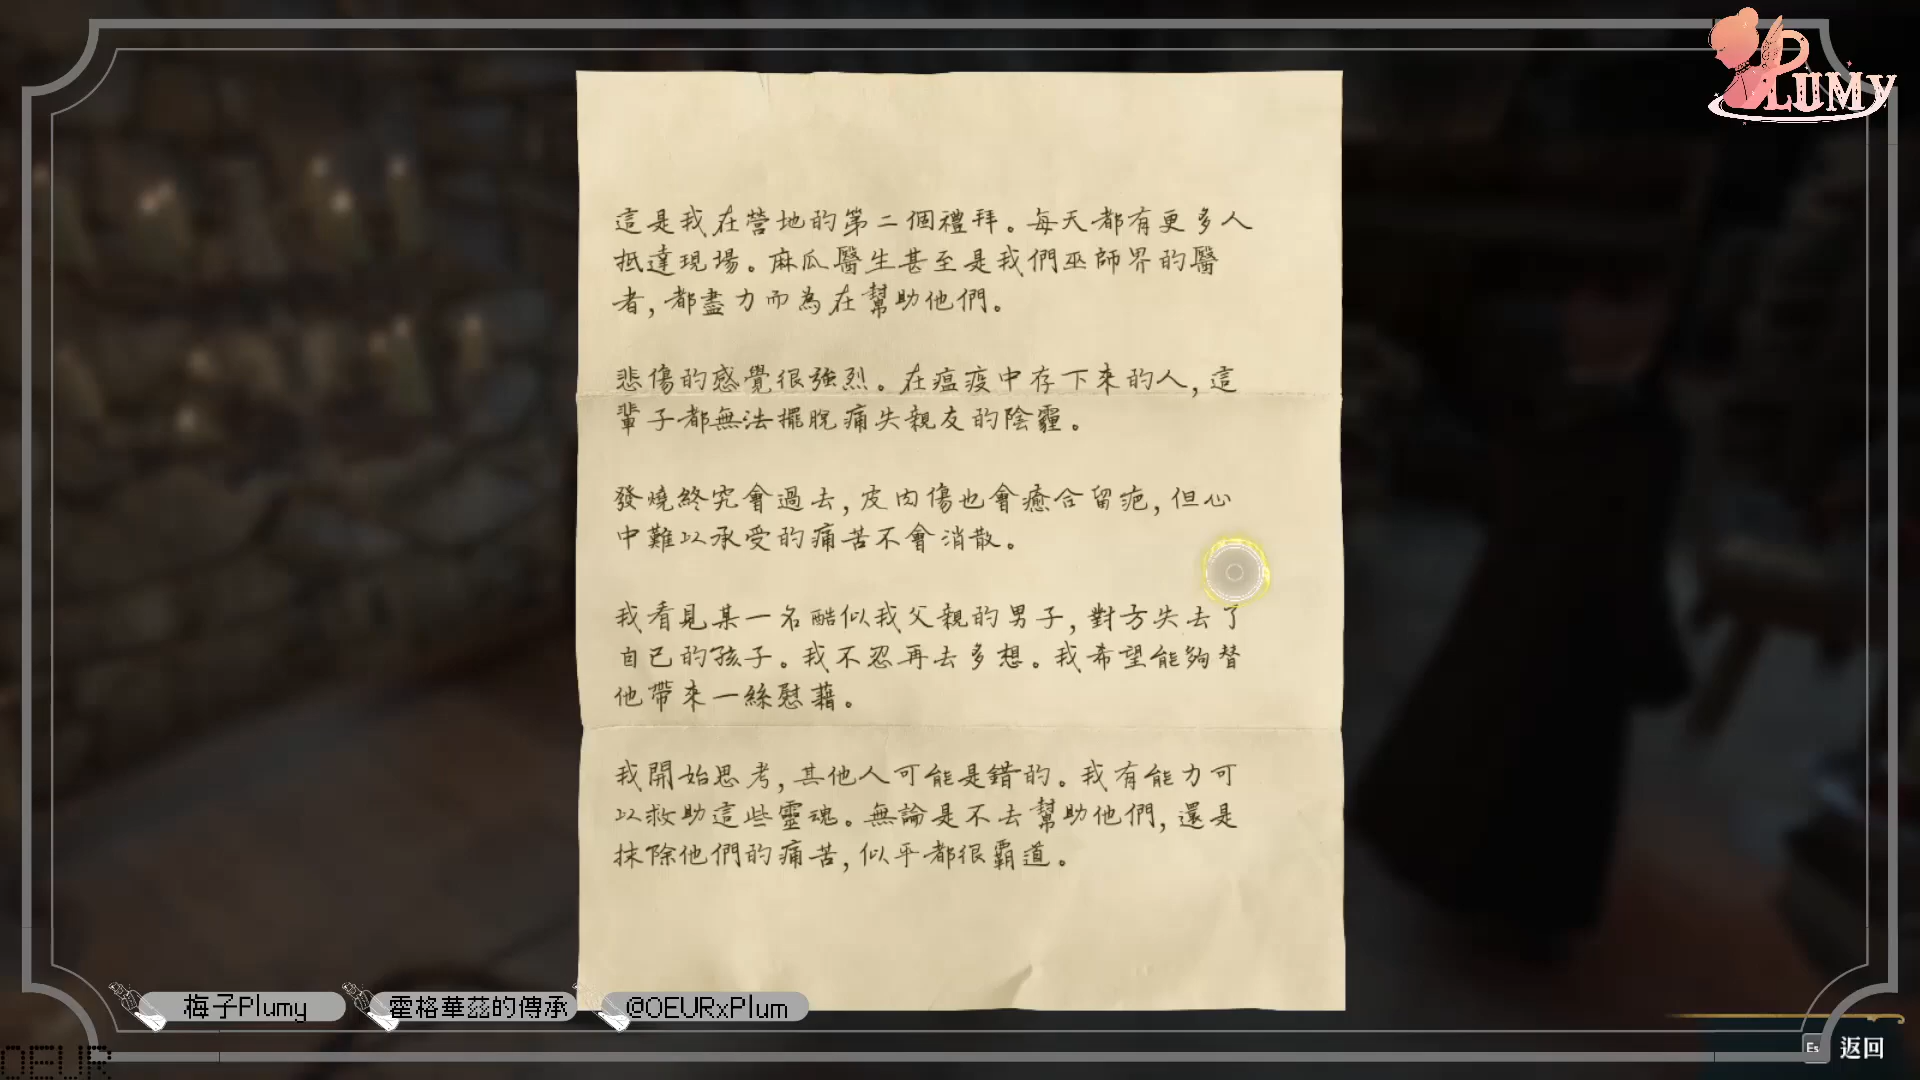 PLUMY
這是我在營地的第二個禮拜。每天都有更多人
抵達現場。麻瓜醫生甚至是我們巫師界的醫
者,都盡力而為在幫助他們。
悲傷的感覺很強烈。在瘟疫中存下來的人,這
輩子都無法擺脫痛失親友的陰霾。
發燒終究會過去,皮肉傷也會癒合留疤,但心
中難以承受的痛苦不會消散。
我看見某一名酷似我父親的男子,對方失去了
自己的孩子。我不忍再去多想。我希望能夠替
他帶來一絲慰藉。
我開始思考,其他人可能是錯的。我有能力可
以救助這些靈魂。無論是不去幫助他們,還是
抹除他們的痛苦,似乎都很霸道。
梅子Plumy
霍格華茲的傳承
@OEURxPlum
OEUR
Es 返回